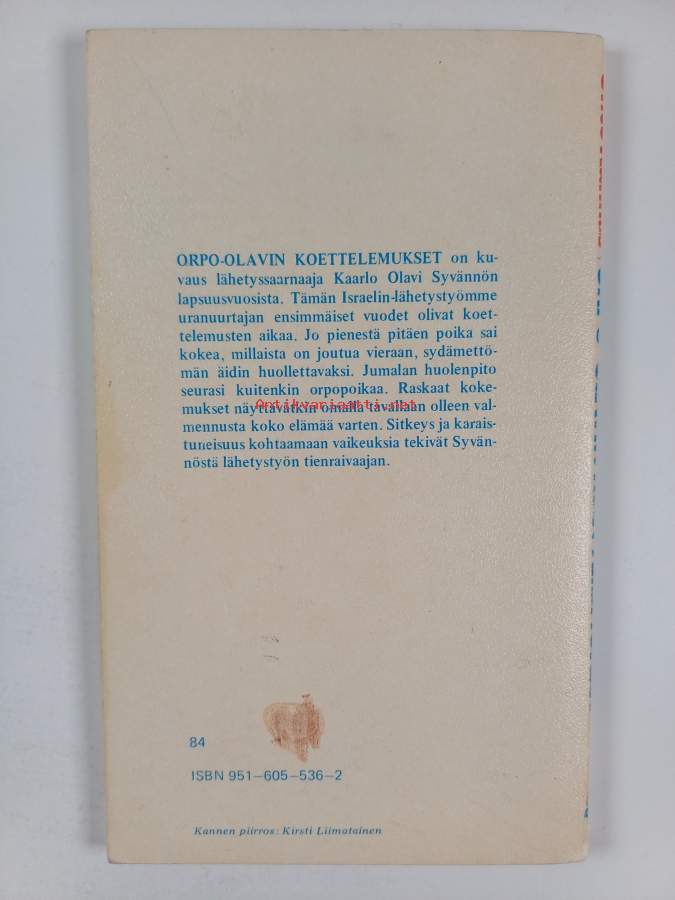 ORPO-OLAVIN KOETTELEMUKSET on ku-
vaus lähetyssaarnaaja Kaarlo Olavi Syvännön
lapsuusvuosista. Tämän Israelin-lähetystyömme
uranuurtajan ensimmäiset vuodet olivat koet-
telemusten aikaa. Jo pienestä pitäen poika sai
kokea, millaista on joutua vieraan, sydämettö-
män äidin huollettavaksi. Jumalan huolenpito
seurasi kuitenkin orpopoikaa. Raskaat koke-
mukset näyttävätkin omalla tavallaan olleen val-
mennusta koko elämää varten. Sitkeys ja karais-
tuneisuus kohtaamaan vaikeuksia tekivät Syvän-
nöstä lähetystyön tienraivaajan.
Antikvariaatti.net
84
ISBN 951—605—536—2
Kannen piirros: Kirsti Liimatainen